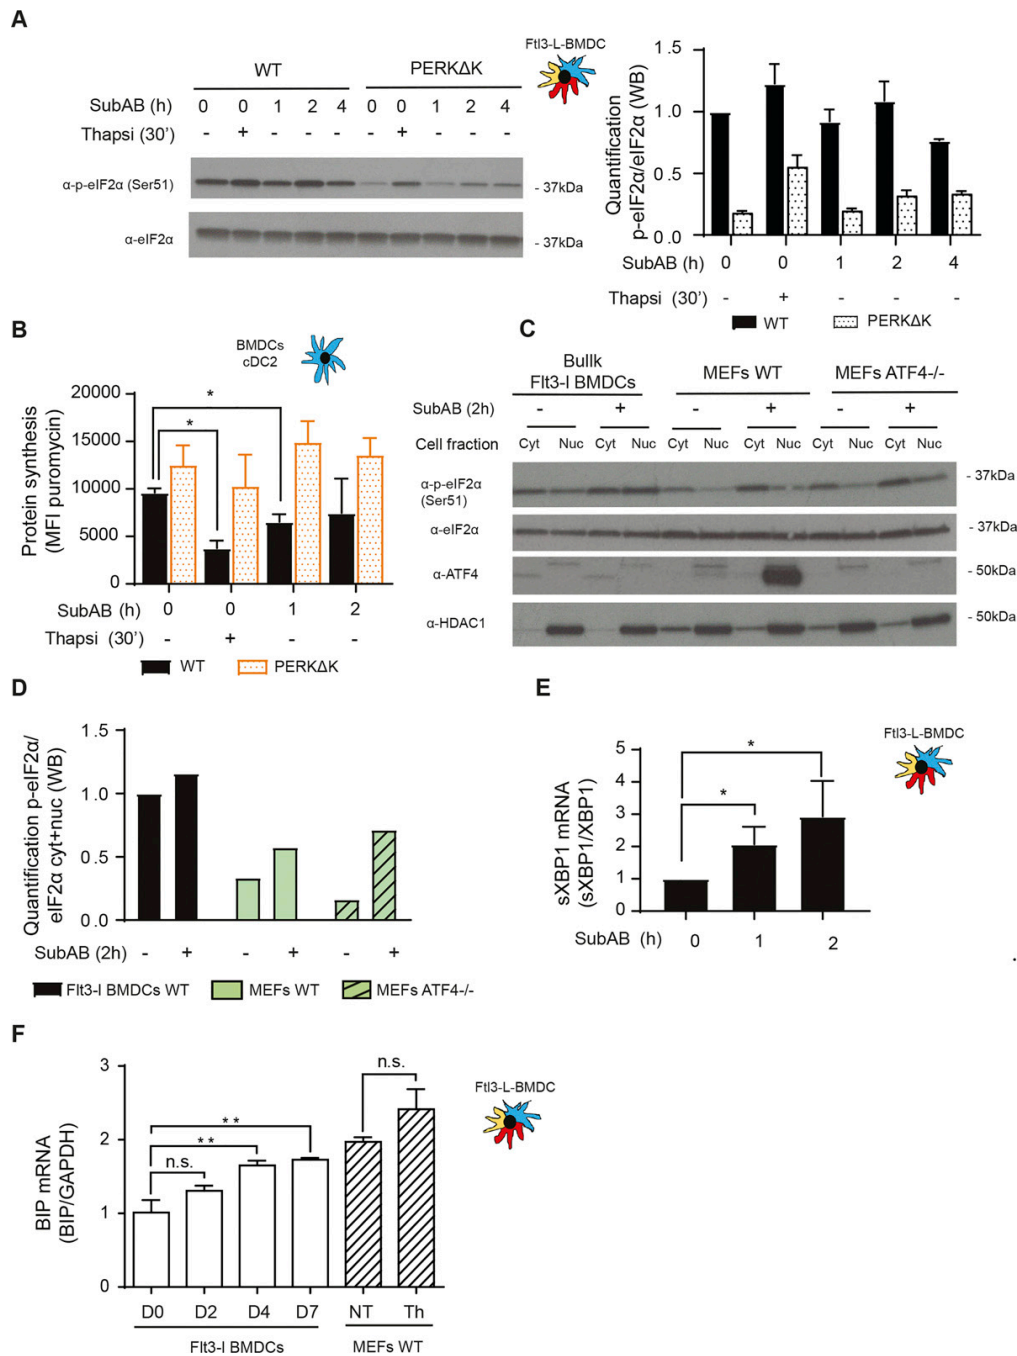 A
Ftl3-L-BMDC
WT PERKΔK
SubAB (h) 0 0 1 2 4 0 0 1 2 4
Thapsi (30') - + - - - - + - - -
α-p-eIF2α (Ser51)
- 37kDa
α-eIF2α
- 37kDa
Quantification
p-eIF2α/eIF2α (WB)
1.5
1.0
0.5
0.0
SubAB (h) 0 0 1 2 4
Thapsi (30') - + - - -
WT PERKΔK
B
BMDCs
cDC2
Protein synthesis
(MFI puromycin)
20000
15000
10000
5000
0
*
*
SubAB (h) 0 0 1 2
Thapsi (30') - + - -
WT PERKΔK
C
Bullk
Flt3-l BMDCs MEFs WT MEFs ATF4-/-
SubAB (2h) - + - + - +
Cell fraction Cyt Nuc Cyt Nuc Cyt Nuc Cyt Nuc Cyt Nuc Cyt Nuc
α-p-eIF2α
(Ser51)
- 37kDa
α-eIF2α
- 37kDa
α-ATF4
- 50kDa
α-HDAC1
- 50kDa
D
Quantification p-eIF2α/
eIF2α cyt+nuc (WB)
1.5
1.0
0.5
0.0
SubAB (2h) - + - + - +
Flt3-l BMDCs WT MEFs WT MEFs ATF4-/-
E
Ftl3-L-BMDC
sXBP1 mRNA
(sXBP1/XBP1)
5
4
3
2
1
0
*
*
SubAB (h) 0 1 2
.
F
Ftl3-L-BMDC
BIP mRNA
(BIP/GAPDH)
3
2
1
0
n.s.
**
**
n.s.
D0 D2 D4 D7 NT Th
Flt3-l BMDCs MEFs WT